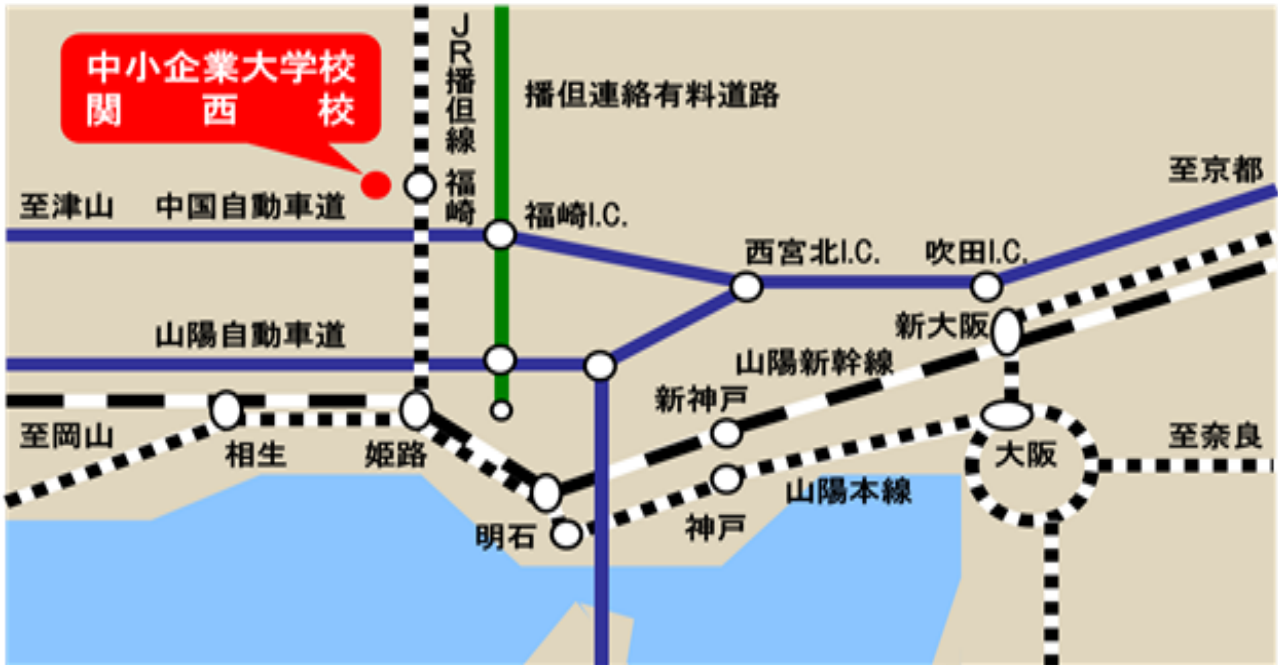 中小企業大学校
関西校
JR播担線
播但連絡有料道路
至京都
福崎
至津山
中国自動車道
福崎I.C.
西宮北I.C.
吹田I.C.
新大阪
山陽自動車道
山陽新幹線
新神戸
至岡山
相生
姫路
大阪
至奈良
山陽本線
明石
神戸